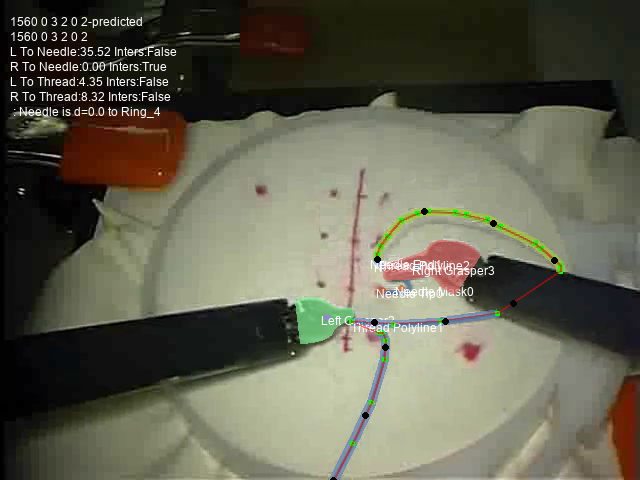 1560 0 3 2 0 2-predicted
1560 0 3 2 0 2
L To Needle:35.52 Inters:False
R To Needle:0.00 Inters:True
L To Thread:4.35 Inters:False
R To Thread:8.32 Inters:False
: Needle is d=0.0 to Ring_4
Right Grasper3
Needle Mask0
Thread Polyline1